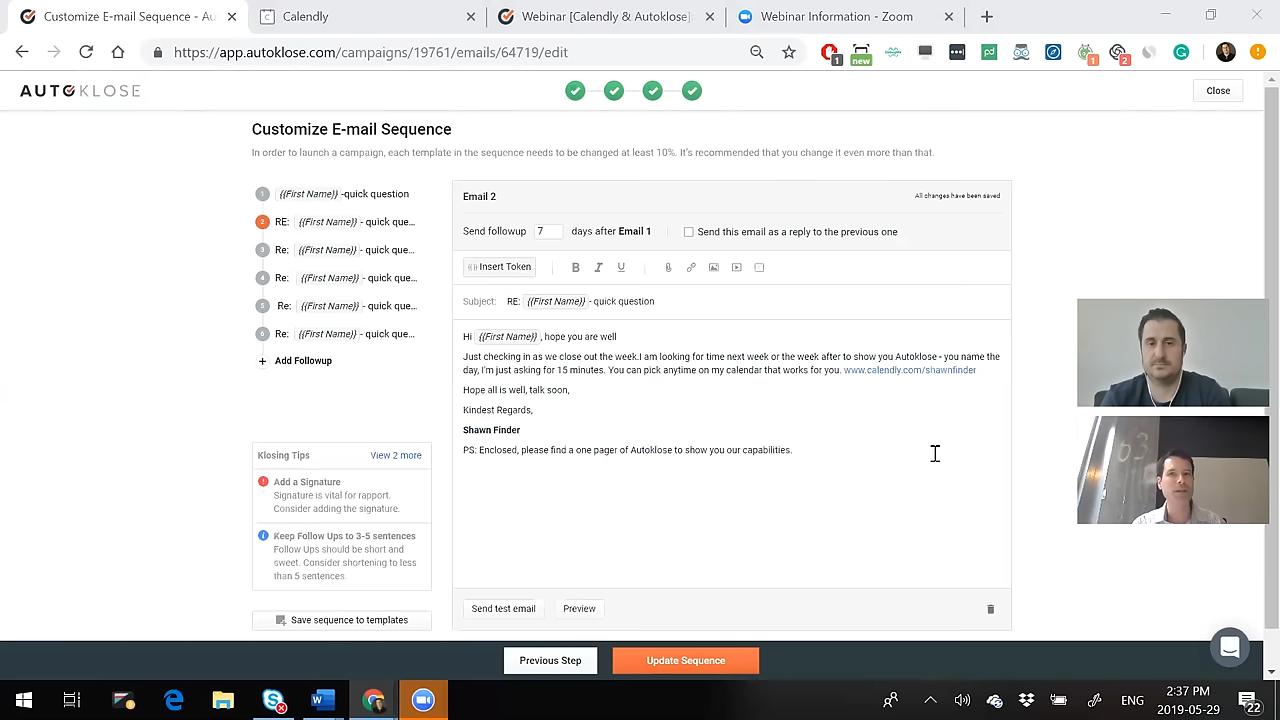 Customize E-mail Sequence - Au
Calendly
Webinar [Calendly & Autoklose]
Webinar Information - Zoom
https://app.autoklose.com/campaigns/19761/emails/64719/edit
1
new
1
2
AUTOKLOSE
Close
Customize E-mail Sequence
In order to launch a campaign, each template in the sequence needs to be changed at least 10%. It's recommended that you change it even more than that.
1 {{First Name}} -quick question
2 RE: {{First Name}} - quick que...
3 Re: {{First Name}} - quick que...
4 Re: {{First Name}} - quick que...
5 Re: {{First Name}} - quick que...
6 Re: {{First Name}} - quick que...
+ Add Followup
Email 2
All changes have been saved
Send followup 7 days after Email 1
Send this email as a reply to the previous one
Insert Token
B I U
Subject: RE: {{First Name}} - quick question
Hi {{First Name}}, hope you are well
Just checking in as we close out the week.I am looking for time next week or the week after to show you Autoklose - you name the
day, I'm just asking for 15 minutes. You can pick anytime on my calendar that works for you. www.calendly.com/shawnfinder
Hope all is well, talk soon,
Kindest Regards,
Shawn Finder
PS: Enclosed, please find a one pager of Autoklose to show you our capabilities.
Klosing Tips
View 2 more
Add a Signature
Signature is vital for rapport.
Consider adding the signature.
Keep Follow Ups to 3-5 sentences
Follow Ups should be short and
sweet. Consider shortening to less
than 5 sentences.
Save sequence to templates
Send test email
Preview
Previous Step
Update Sequence
63
ENG
2:37 PM
2019-05-29
22